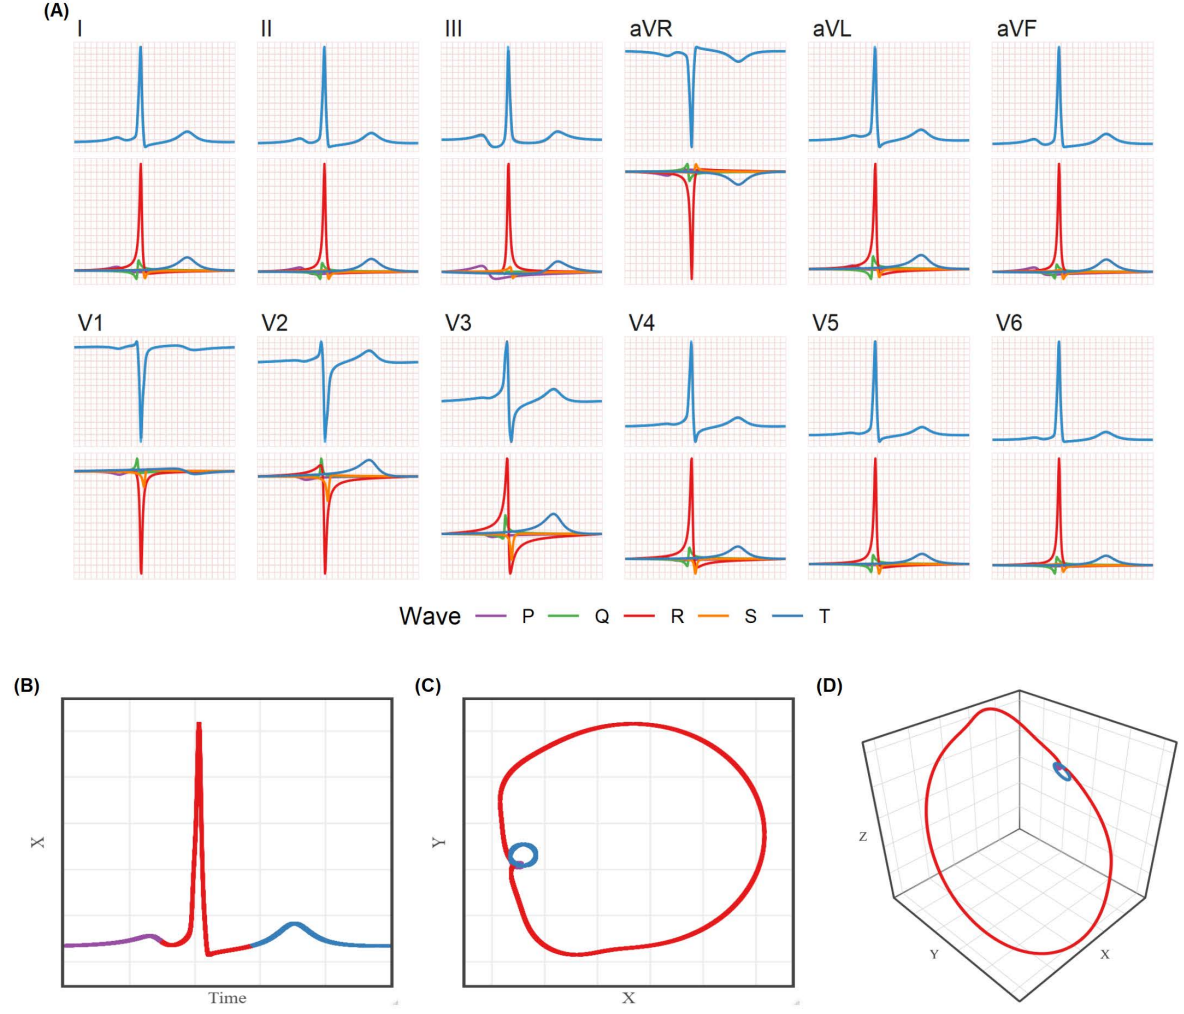 (A)
I II III aVR aVL aVF
V1 V2 V3 V4 V5 V6
Wave P Q R S T
(B) (C) (D)
X Y Z
Y X
Time X